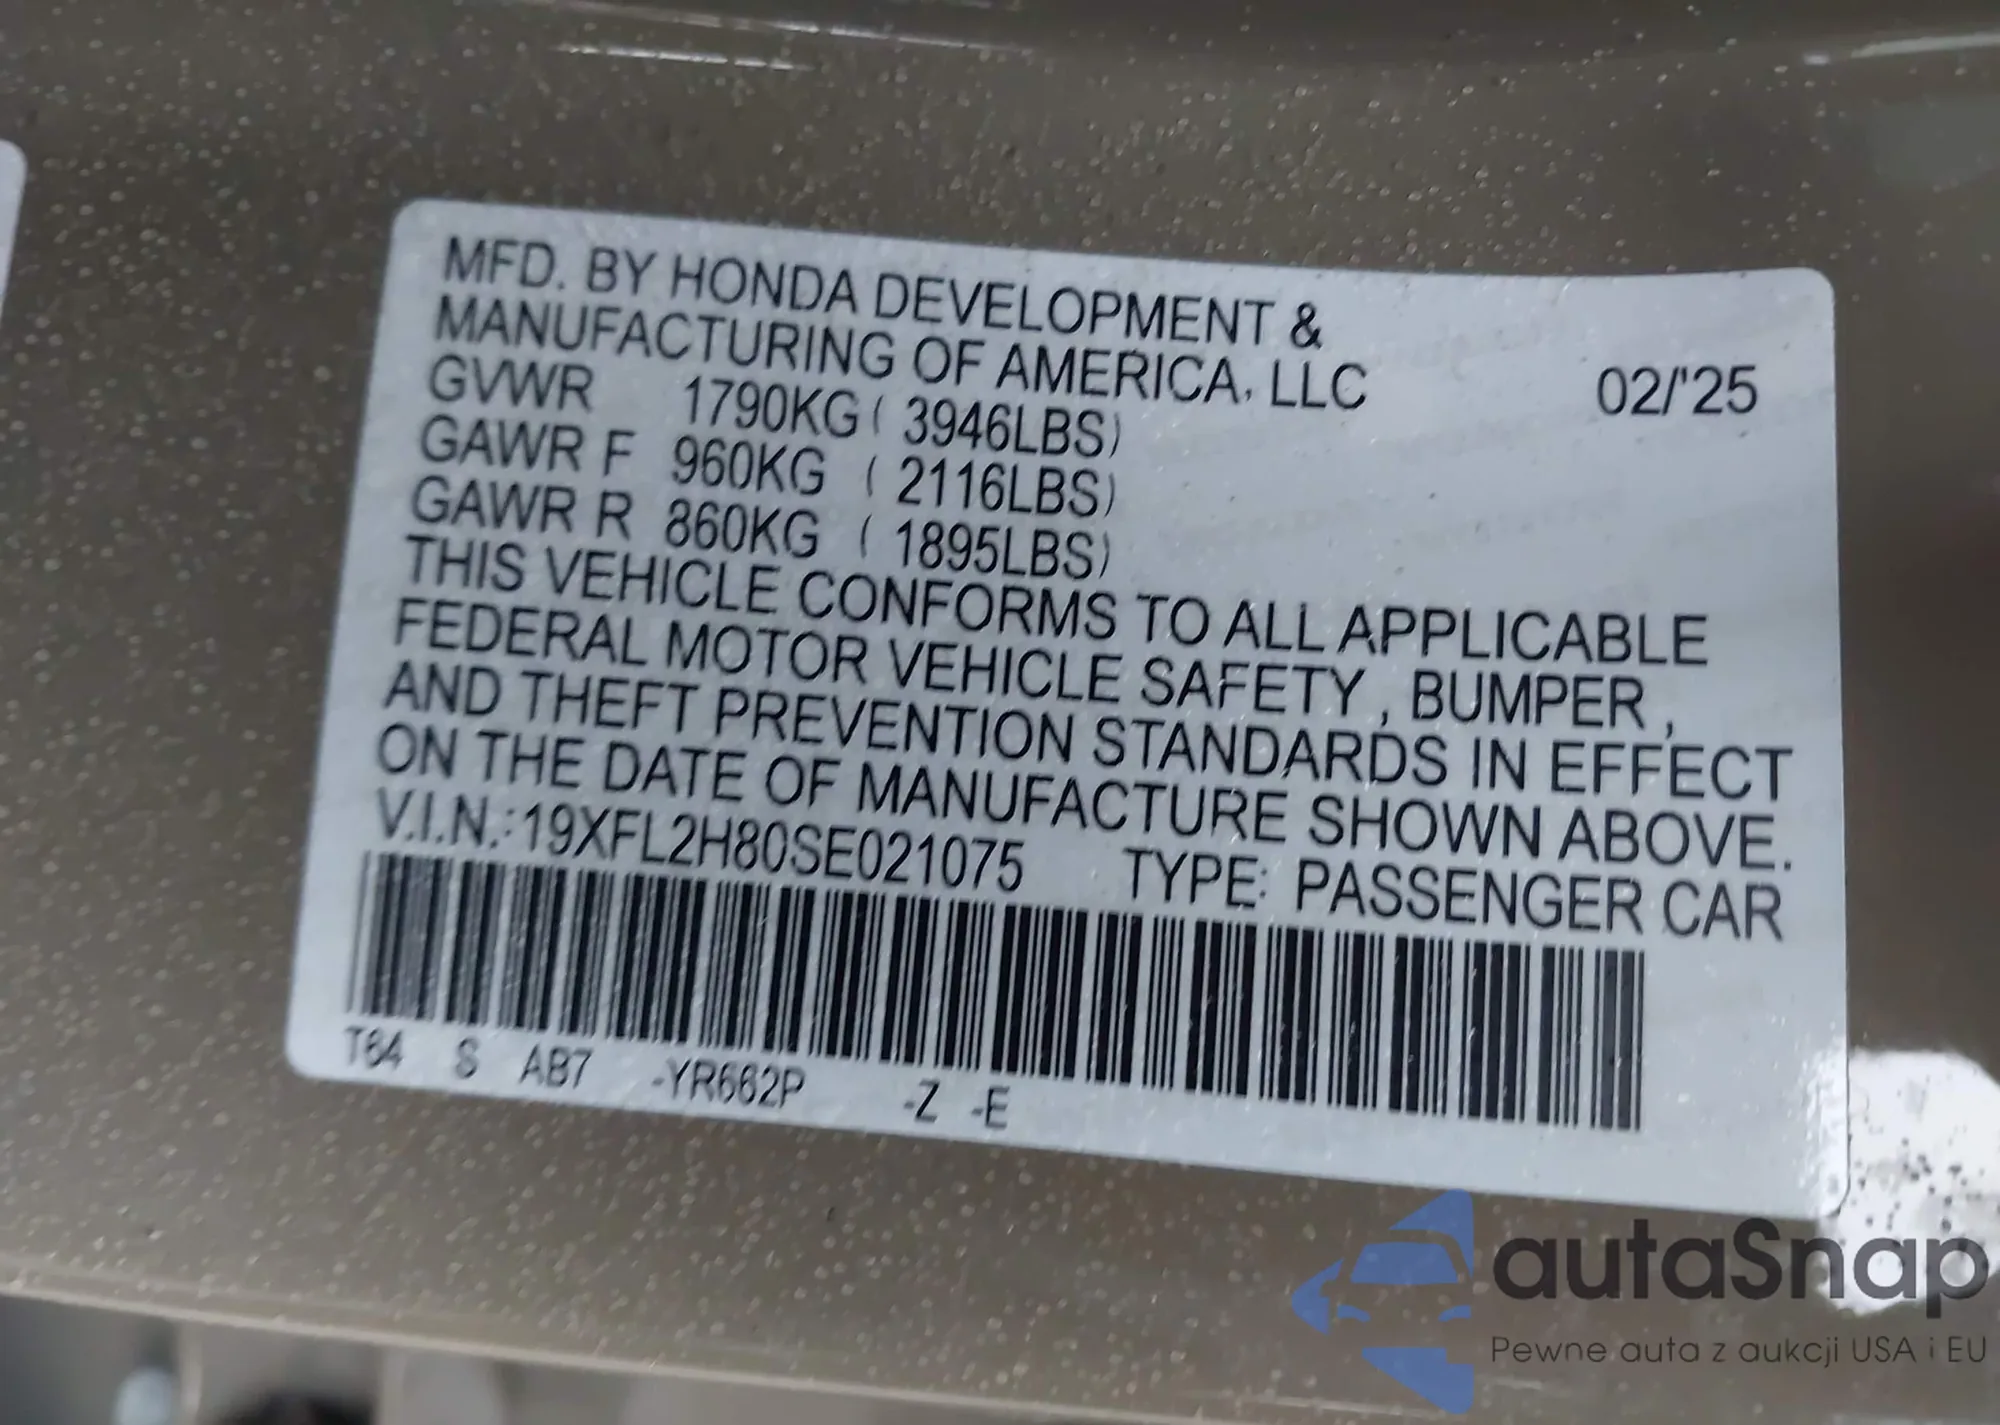 MFD. BY HONDA DEVELOPMENT &
MANUFACTURING OF AMERICA, LLC 02/'25
GVWR 1790KG ( 3946LBS)
GAWR F 960KG ( 2116LBS)
GAWR R 860KG ( 1895LBS)
THIS VEHICLE CONFORMS TO ALL APPLICABLE
FEDERAL MOTOR VEHICLE SAFETY , BUMPER ,
AND THEFT PREVENTION STANDARDS IN EFFECT
ON THE DATE OF MANUFACTURE SHOWN ABOVE.
V.I.N.: 19XFL2H80SE021075 TYPE: PASSENGER CAR
T64 S AB7 -YR662P -Z -E
autaSnap
Pewne auta z aukcji USA i EU